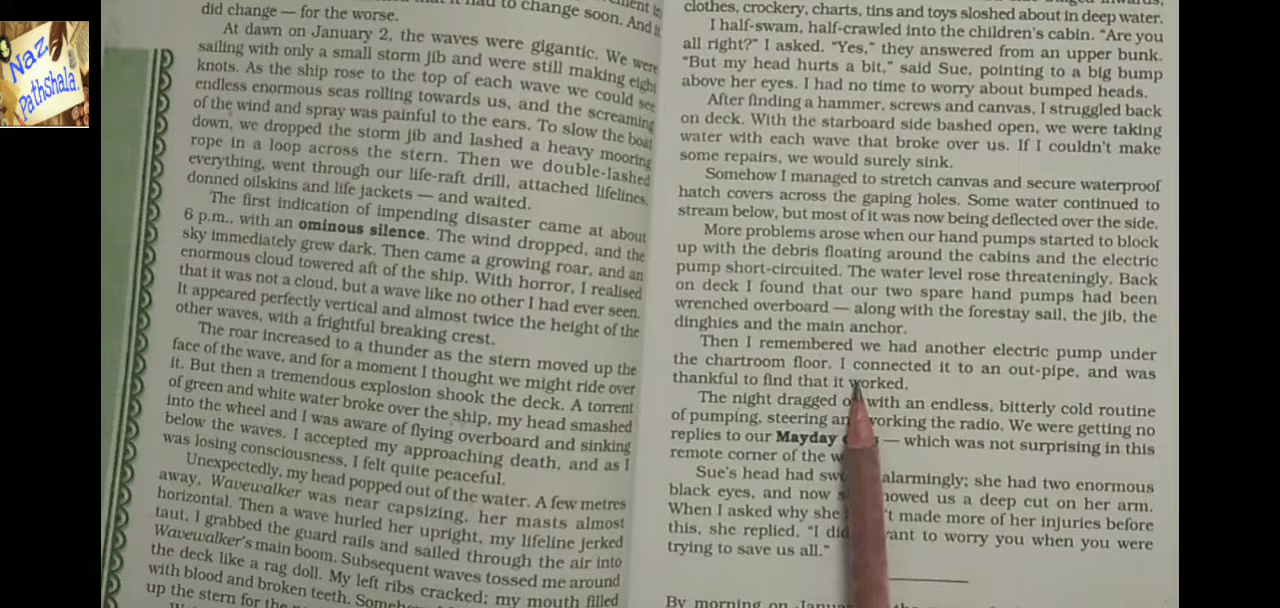 Naz
Pathshala.
did change — for the worse.
At dawn on January 2, the waves were gigantic. We were
sailing with only a small storm jib and were still making eight
knots. As the ship rose to the top of each wave we could see
endless enormous seas rolling towards us, and the screaming
of the wind and spray was painful to the ears. To slow the boat
down, we dropped the storm jib and lashed a heavy mooring
rope in a loop across the stern. Then we double-lashed
everything, went through our life-raft drill, attached lifelines,
donned oilskins and life jackets — and waited.
The first indication of impending disaster came at about
6 p.m., with an ominous silence. The wind dropped, and the
sky immediately grew dark. Then came a growing roar, and an
enormous cloud towered aft of the ship. With horror, I realised
that it was not a cloud, but a wave like no other I had ever seen.
It appeared perfectly vertical and almost twice the height of the
other waves, with a frightful breaking crest.
The roar increased to a thunder as the stern moved up the
face of the wave, and for a moment I thought we might ride over
it. But then a tremendous explosion shook the deck. A torrent
of green and white water broke over the ship, my head smashed
into the wheel and I was aware of flying overboard and sinking
below the waves. I accepted my approaching death, and as I
was losing consciousness, I felt quite peaceful.
Unexpectedly, my head popped out of the water. A few metres
away, Wavewalker was near capsizing, her masts almost
horizontal. Then a wave hurled her upright, my lifeline jerked
taut, I grabbed the guard rails and sailed through the air into
Wavewalker's main boom. Subsequent waves tossed me around
the deck like a rag doll. My left ribs cracked; my mouth filled
with blood and broken teeth.
up the stern for the
clothes, crockery, charts, tins and toys sloshed about in deep water.
I half-swam, half-crawled into the children's cabin. “Are you
all right?” I asked. “Yes,” they answered from an upper bunk.
“But my head hurts a bit,” said Sue, pointing to a big bump
above her eyes. I had no time to worry about bumped heads.
After finding a hammer, screws and canvas, I struggled back
on deck. With the starboard side bashed open, we were taking
water with each wave that broke over us. If I couldn't make
some repairs, we would surely sink.
Somehow I managed to stretch canvas and secure waterproof
hatch covers across the gaping holes. Some water continued to
stream below, but most of it was now being deflected over the side.
More problems arose when our hand pumps started to block
up with the debris floating around the cabins and the electric
pump short-circuited. The water level rose threateningly. Back
on deck I found that our two spare hand pumps had been
wrenched overboard — along with the forestay sail, the jib, the
dinghies and the main anchor.
Then I remembered we had another electric pump under
the chartroom floor. I connected it to an out-pipe, and was
thankful to find that it worked.
The night dragged with an endless, bitterly cold routine
of pumping, steering working the radio. We were getting no
replies to our Mayday — which was not surprising in this
remote corner of the
Sue's head had alarmingly; she had two enormous
black eyes, and now us a deep cut on her arm.
When I asked why she made more of her injuries before
this, she replied, “I to worry you when you were
trying to save us all.”
By morning on